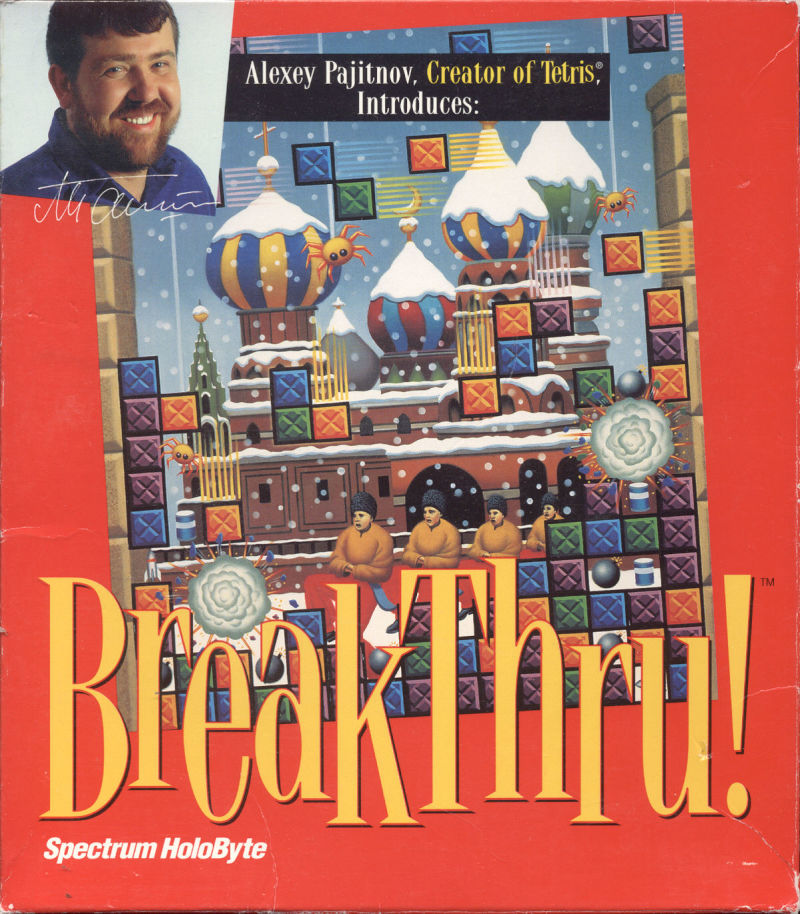 Alexey Pajitnov, Creator of Tetris®,
Introduces:
BreakThru!™
Spectrum HoloByte